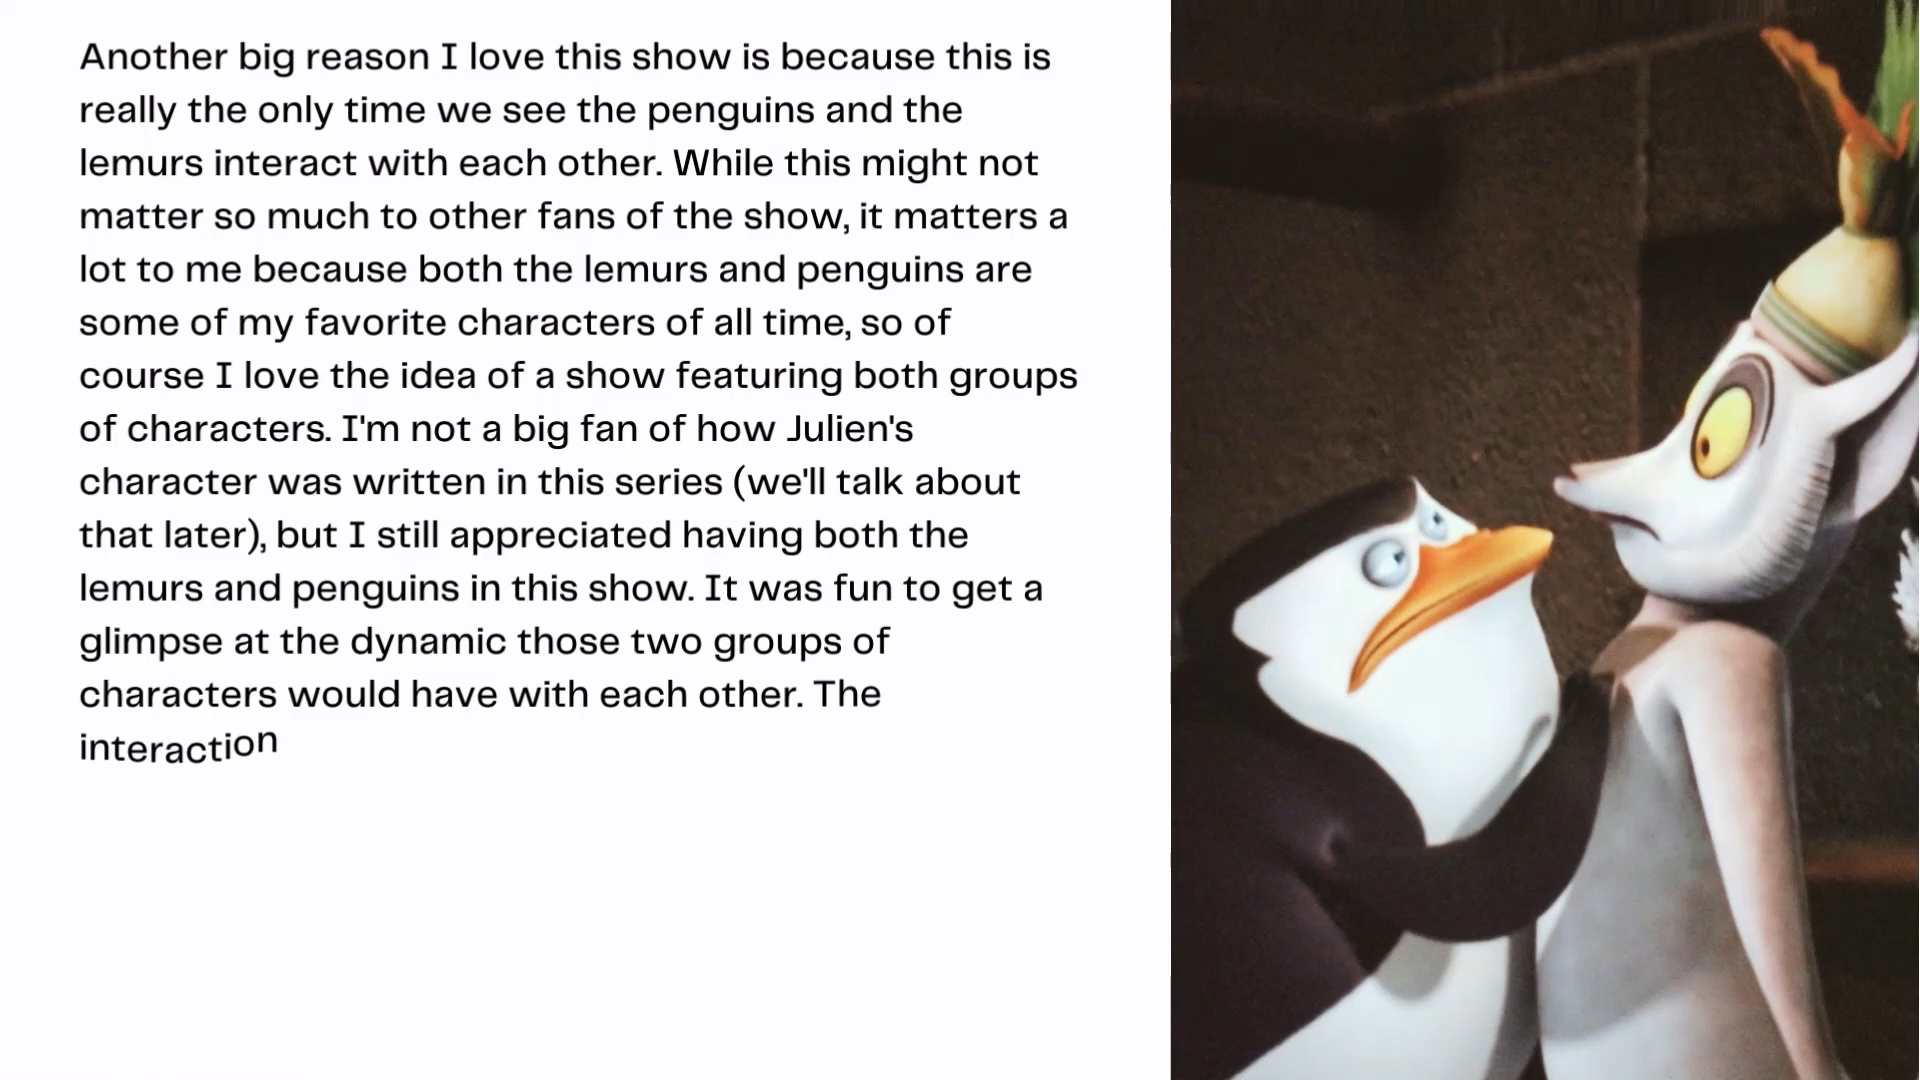 Another big reason I love this show is because this is
really the only time we see the penguins and the
lemurs interact with each other. While this might not
matter so much to other fans of the show, it matters a
lot to me because both the lemurs and penguins are
some of my favorite characters of all time, so of
course I love the idea of a show featuring both groups
of characters. I'm not a big fan of how Julien's
character was written in this series (we'll talk about
that later), but I still appreciated having both the
lemurs and penguins in this show. It was fun to get a
glimpse at the dynamic those two groups of
characters would have with each other. The
interaction